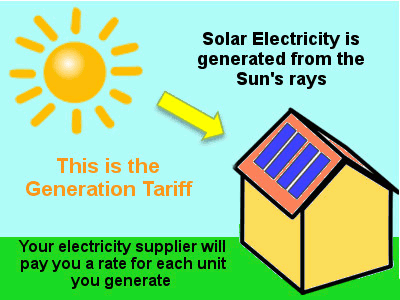 Solar Electricity is
generated from the
Sun's rays
This is the
Generation Tariff
Your electricity supplier will
pay you a rate for each unit
you generate